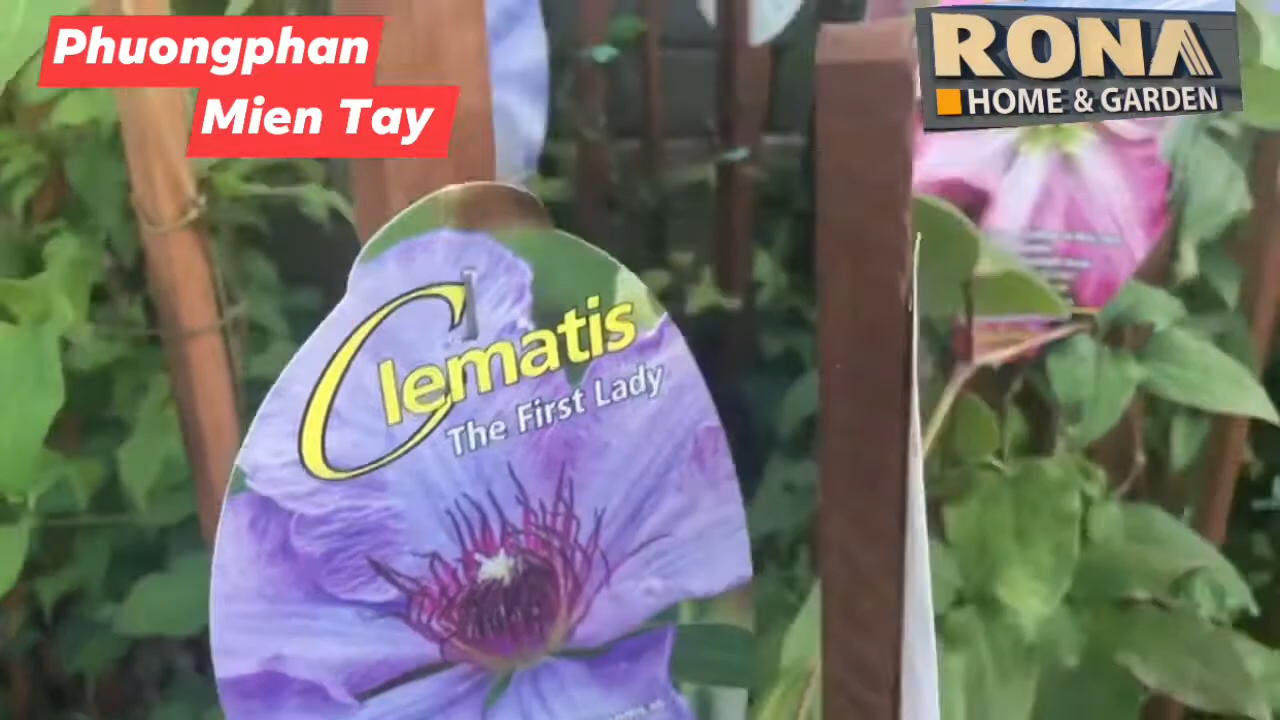 Phuongphan
Mien Tay
RONA
HOME & GARDEN
Clematis
The First Lady